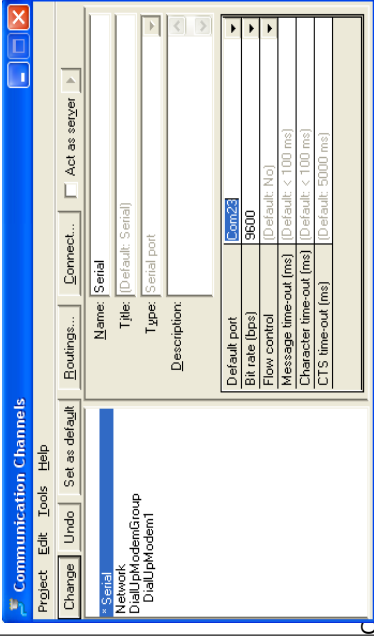 Communication Channels
Project Edit Tools Help
Change Undo Set as default Routings... Connect... Act as server
* Serial
Network
DialUpModemGroup
DialUpModem1
Name: Serial
Title: (Default: Serial)
Type: Serial port
Description:
Default port Com23
Bit rate (bps) 9600
Flow control (Default: No)
Message time-out (ms) (Default: < 100 ms)
Character time-out (ms) (Default: < 100 ms)
CTS time-out (ms) (Default: 5000 ms)